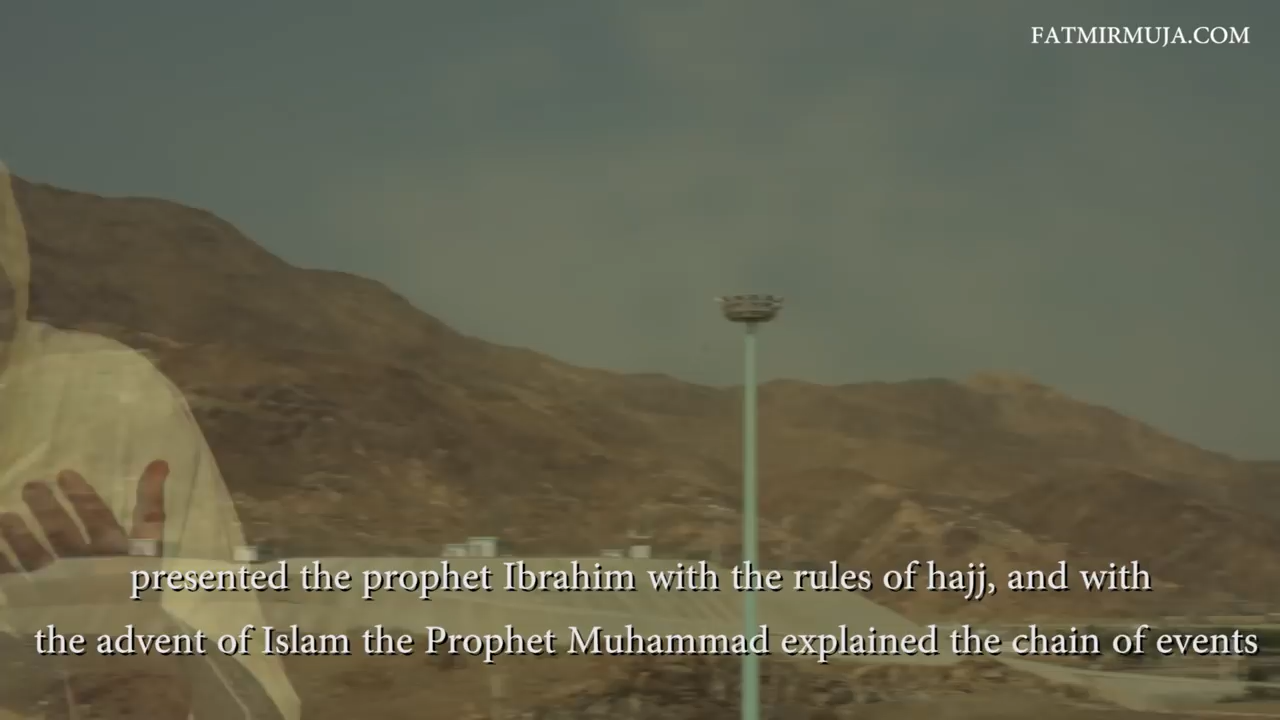 FATMIRMUJA.COM
presented the prophet Ibrahim with the rules of hajj, and with
the advent of Islam the Prophet Muhammad explained the chain of events